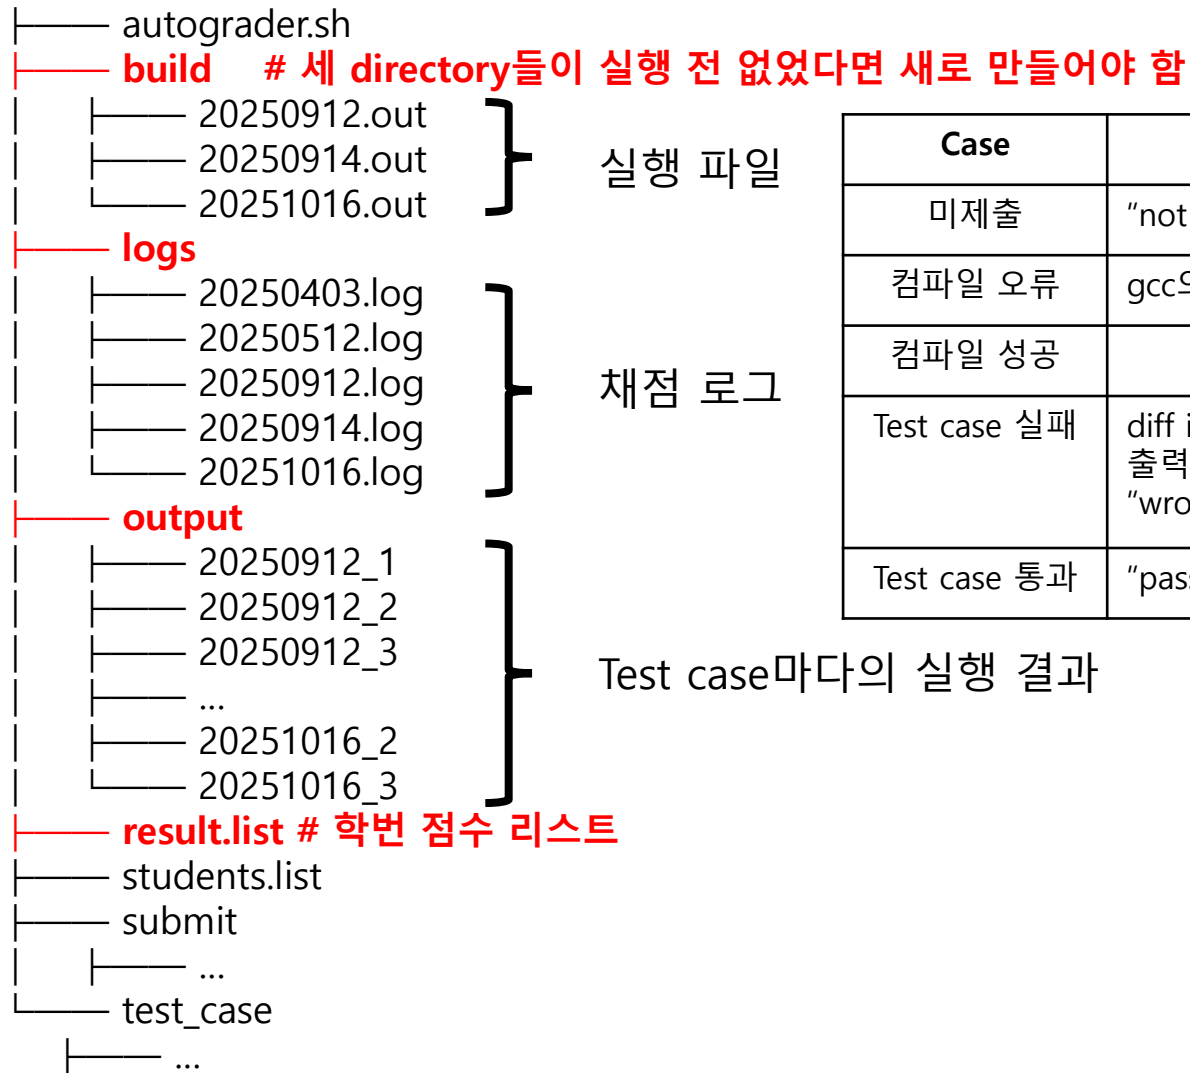 autograder.sh
build # 세 directory들이 실행 전 없었다면 새로 만들어야 함
20250912.out
20250914.out
20251016.out
실행 파일
logs
20250403.log
20250512.log
20250912.log
20250914.log
20251016.log
채점 로그
output
20250912_1
20250912_2
20250912_3
...
20251016_2
20251016_3
Test case마다의 실행 결과
result.list # 학번 점수 리스트
students.list
submit
...
test_case
...
Case
미제출 "not
컴파일 오류
컴파일 성공
Test case 실패 diff
출력
Test case 통과